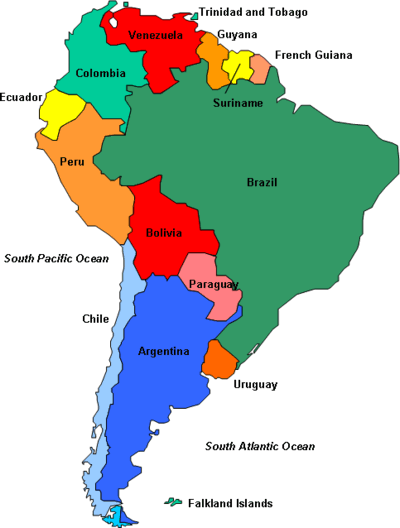 Trinidad and Tobago
Venezuela
Guyana
French Guiana
Colombia
Ecuador
Suriname
Peru
Brazil
Bolivia
South Pacific Ocean
Paraguay
Chile
Argentina
Uruguay
South Atlantic Ocean
Falkland Islands